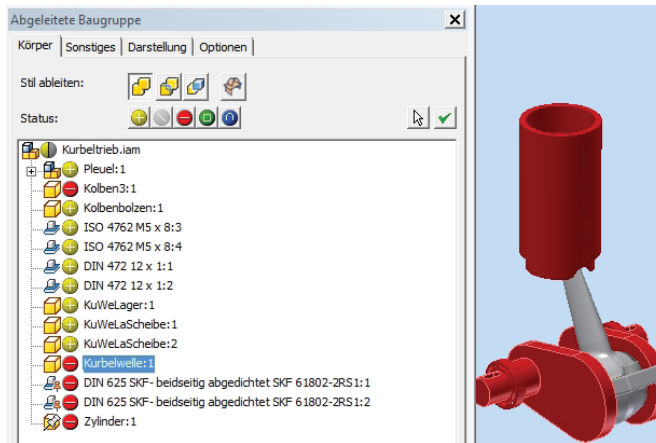 Abgeleitete Baugruppe
Körper Sonstiges Darstellung Optionen
Stil ableiten:
Status:
Kurbeltrieb.iam
Pleuel:1
Kolben3:1
Kolbenbolzen:1
ISO 4762 M5 x 8:3
ISO 4762 M5 x 8:4
DIN 472 12 x 1:1
DIN 472 12 x 1:2
KuWeLager:1
KuWeLaScheibe:1
KuWeLaScheibe:2
Kurbelwelle:1
DIN 625 SKF- beidseitig abgedichtet SKF 61802-2RS1:1
DIN 625 SKF- beidseitig abgedichtet SKF 61802-2RS1:2
Zylinder:1